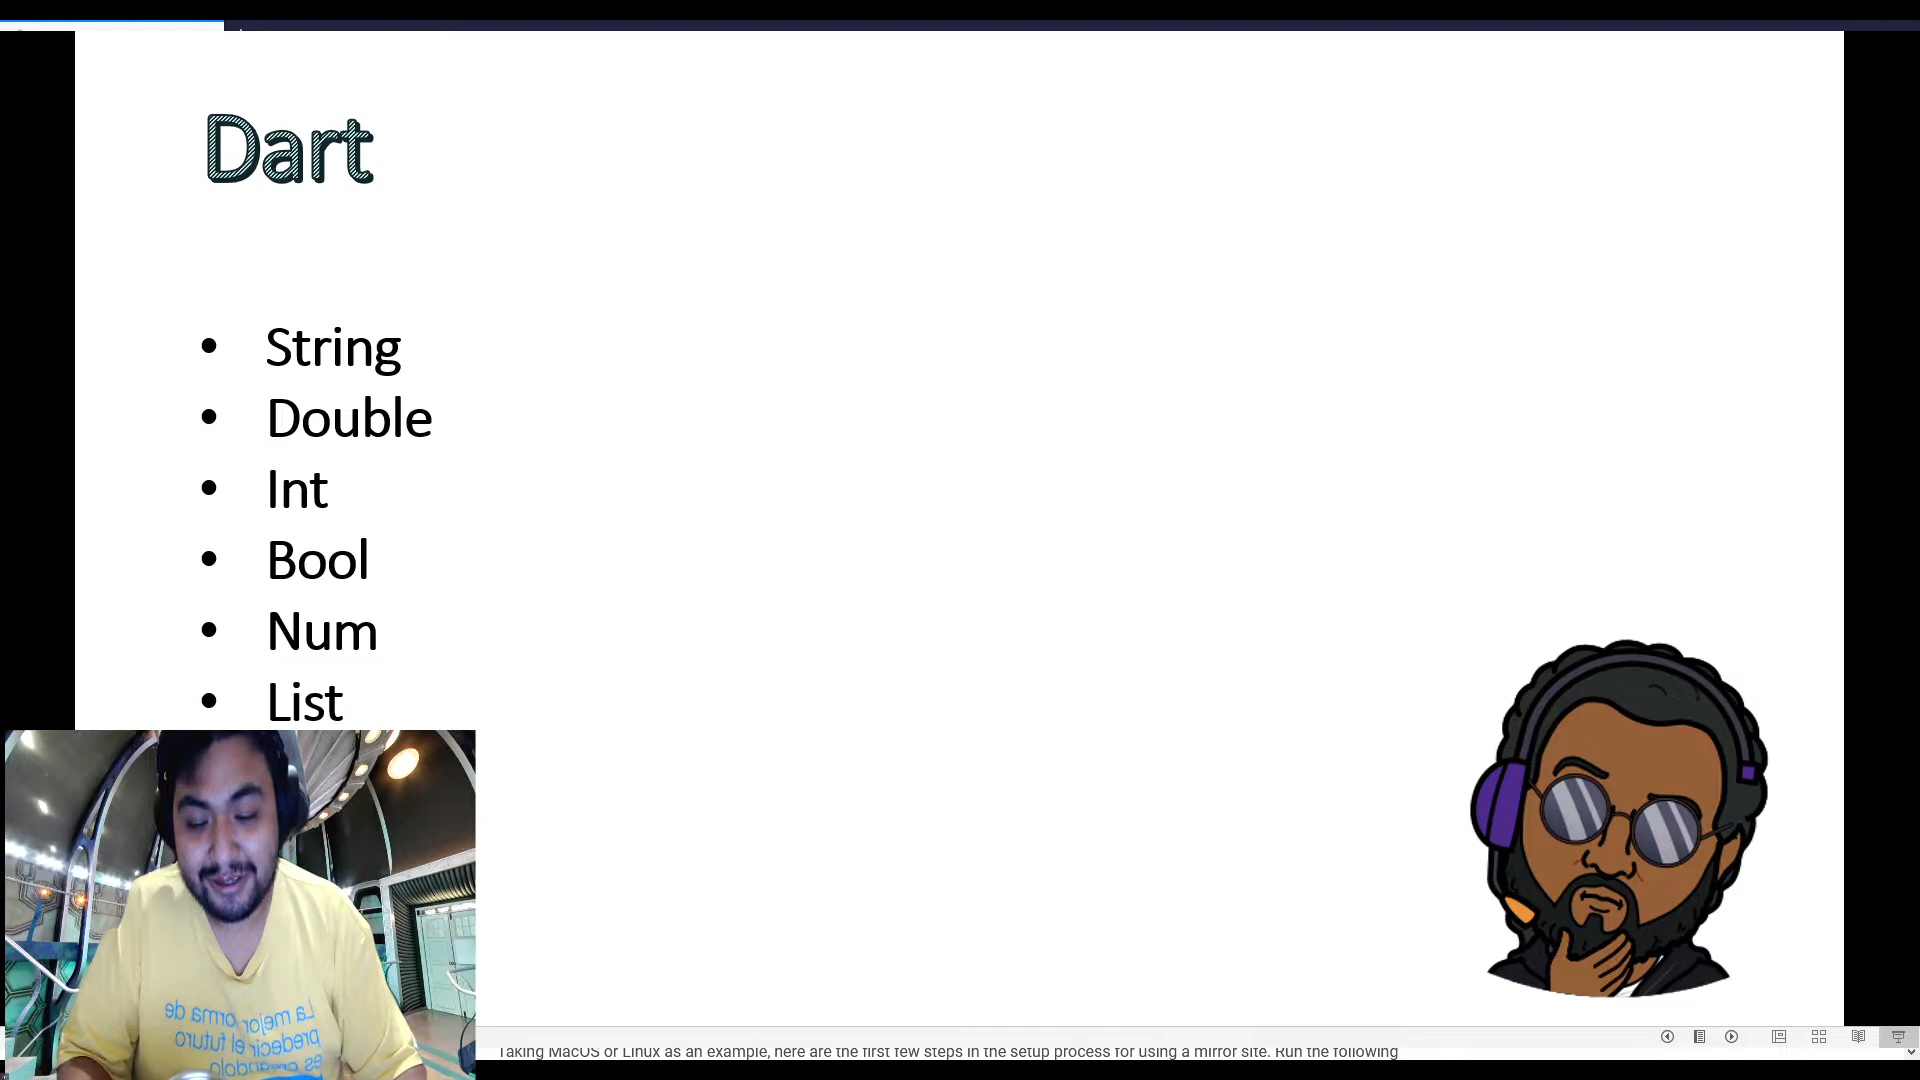 Dart
• String
• Double
• Int
• Bool
• Num
• List
La mejor forma de
predecir el futuro
es creandolo
Taking MacOS or Linux as an example, here are the first few steps in the setup process for using a mirror site. Run the following